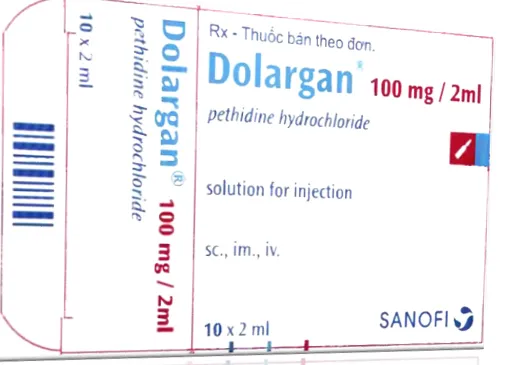 Rx - Thuốc bán theo đơn.
Dolargan® 100 mg / 2ml
pethidine hydrochloride
solution for injection
sc., im., iv.
10 x 2 ml
SANOFI
Dolargan® 100 mg / 2ml
pethidine hydrochloride
10 x 2 ml